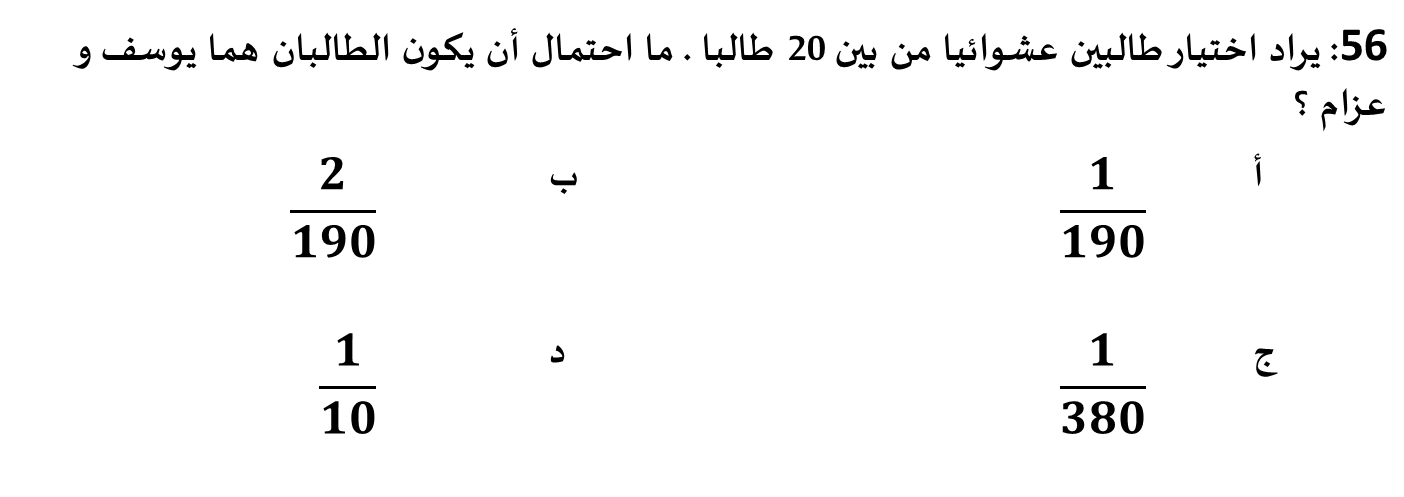 56: يراد اختيار طالبين عشوائيا من بين 20 طالبا . ما احتمال أن يكون الطالبان هما يوسف و
عزام ؟
أ 1/190 ب 2/190
ج 1/380 د 1/10